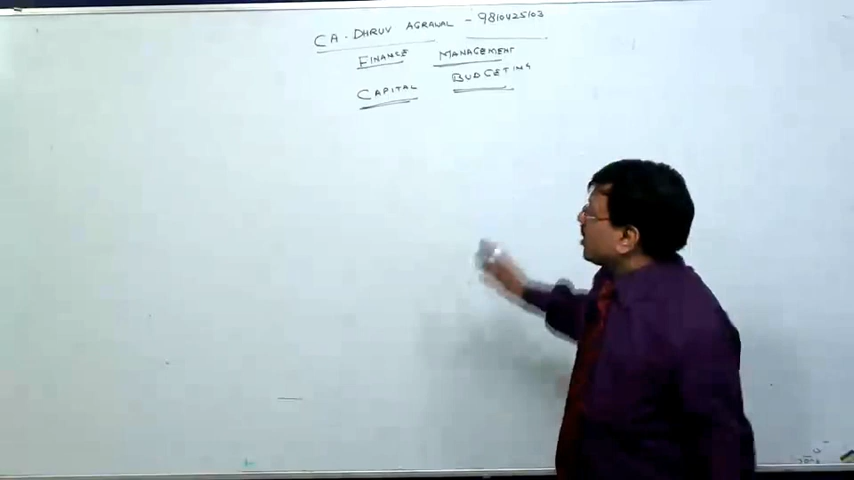 CA. DHRUV AGRAWAL - 9810425103
FINANCE MANAGEMENT
CAPITAL BUDGETING